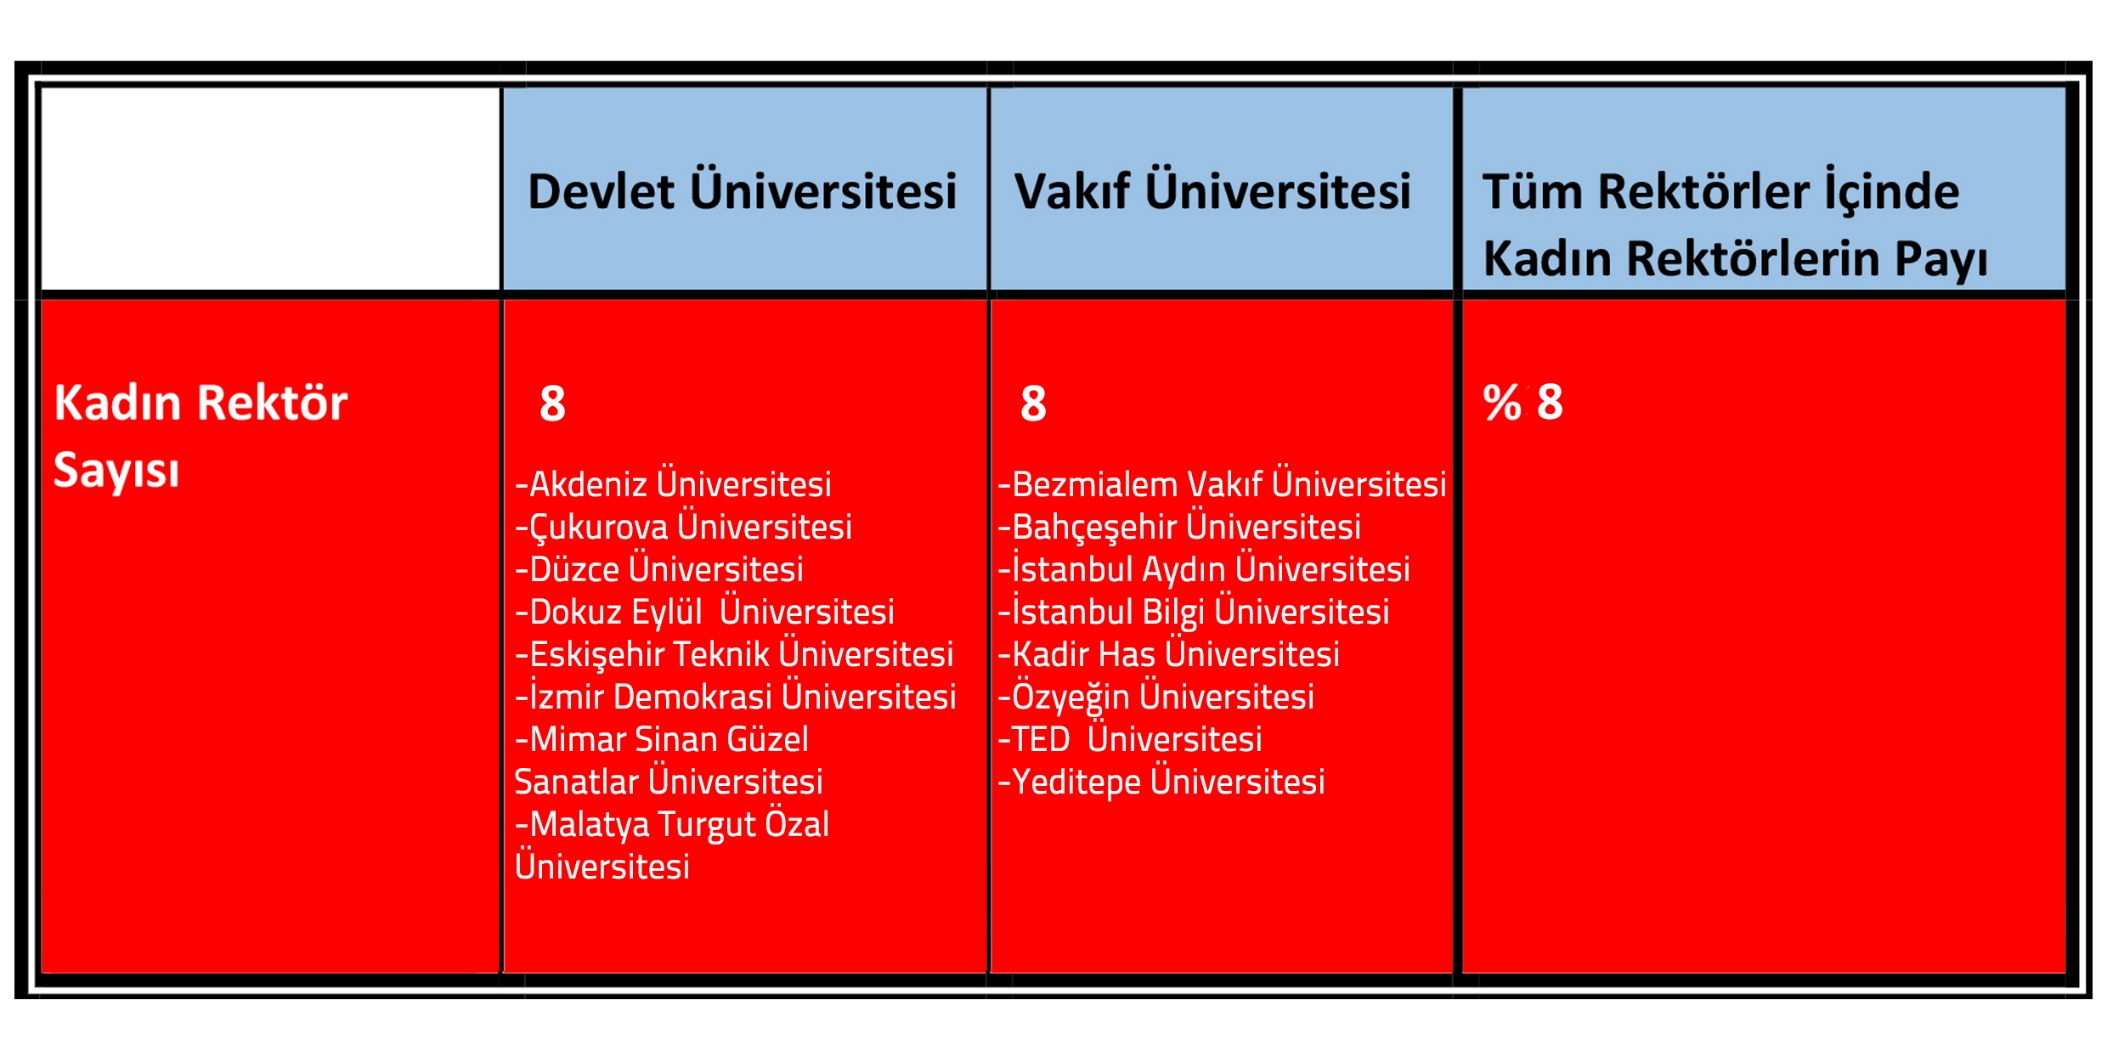 Devlet Üniversitesi
Vakıf Üniversitesi
Tüm Rektörler İçinde
Kadın Rektörlerin Payı
Kadın Rektör
Sayısı
8
-Akdeniz Üniversitesi
-Çukurova Üniversitesi
-Düzce Üniversitesi
-Dokuz Eylül  Üniversitesi
-Eskişehir Teknik Üniversitesi
-İzmir Demokrasi Üniversitesi
-Mimar Sinan Güzel
Sanatlar Üniversitesi
-Malatya Turgut Özal
Üniversitesi
8
-Bezmialem Vakıf Üniversitesi
-Bahçeşehir Üniversitesi
-İstanbul Aydın Üniversitesi
-İstanbul Bilgi Üniversitesi
-Kadir Has Üniversitesi
-Özyeğin Üniversitesi
-TED  Üniversitesi
-Yeditepe Üniversitesi
% 8